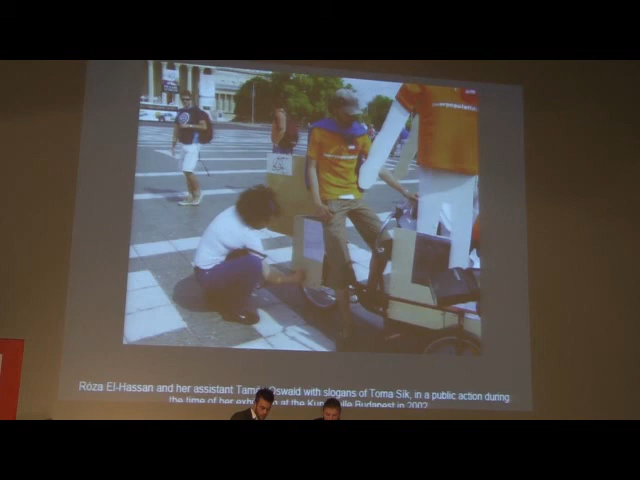 Róza El-Hassan and her assistant Tamás Oswald with slogans of Toma Sik, in a public action during
the time of her at the Budapest in 2002